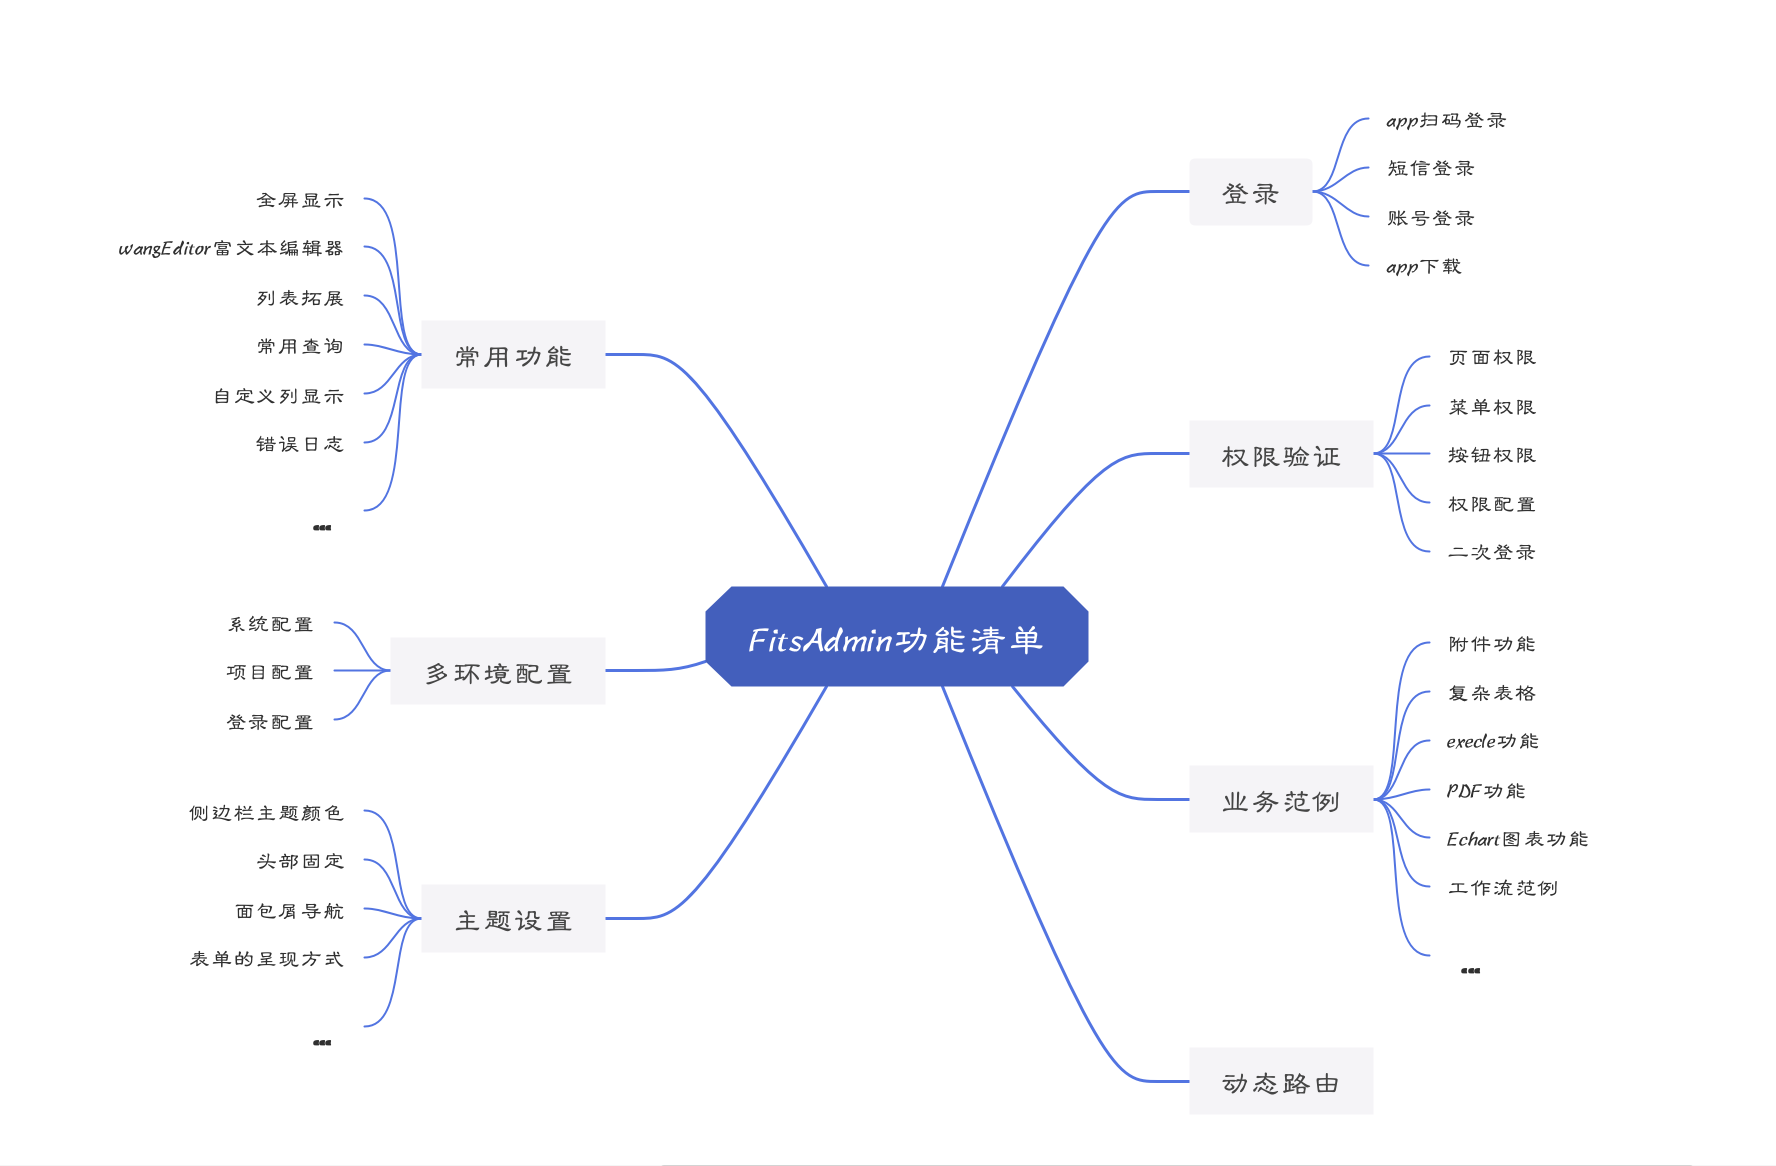 FitsAdmin功能清单
登录
app扫码登录
短信登录
账号登录
app下载
权限验证
页面权限
菜单权限
按钮权限
权限配置
二次登录
业务范例
附件功能
复杂表格
execle功能
PDF功能
Echart图表功能
工作流范例
...
动态路由
常用功能
全屏显示
wangEditor富文本编辑器
列表拓展
常用查询
自定义列显示
错误日志
...
多环境配置
系统配置
项目配置
登录配置
主题设置
侧边栏主题颜色
头部固定
面包屑导航
表单的呈现方式
...